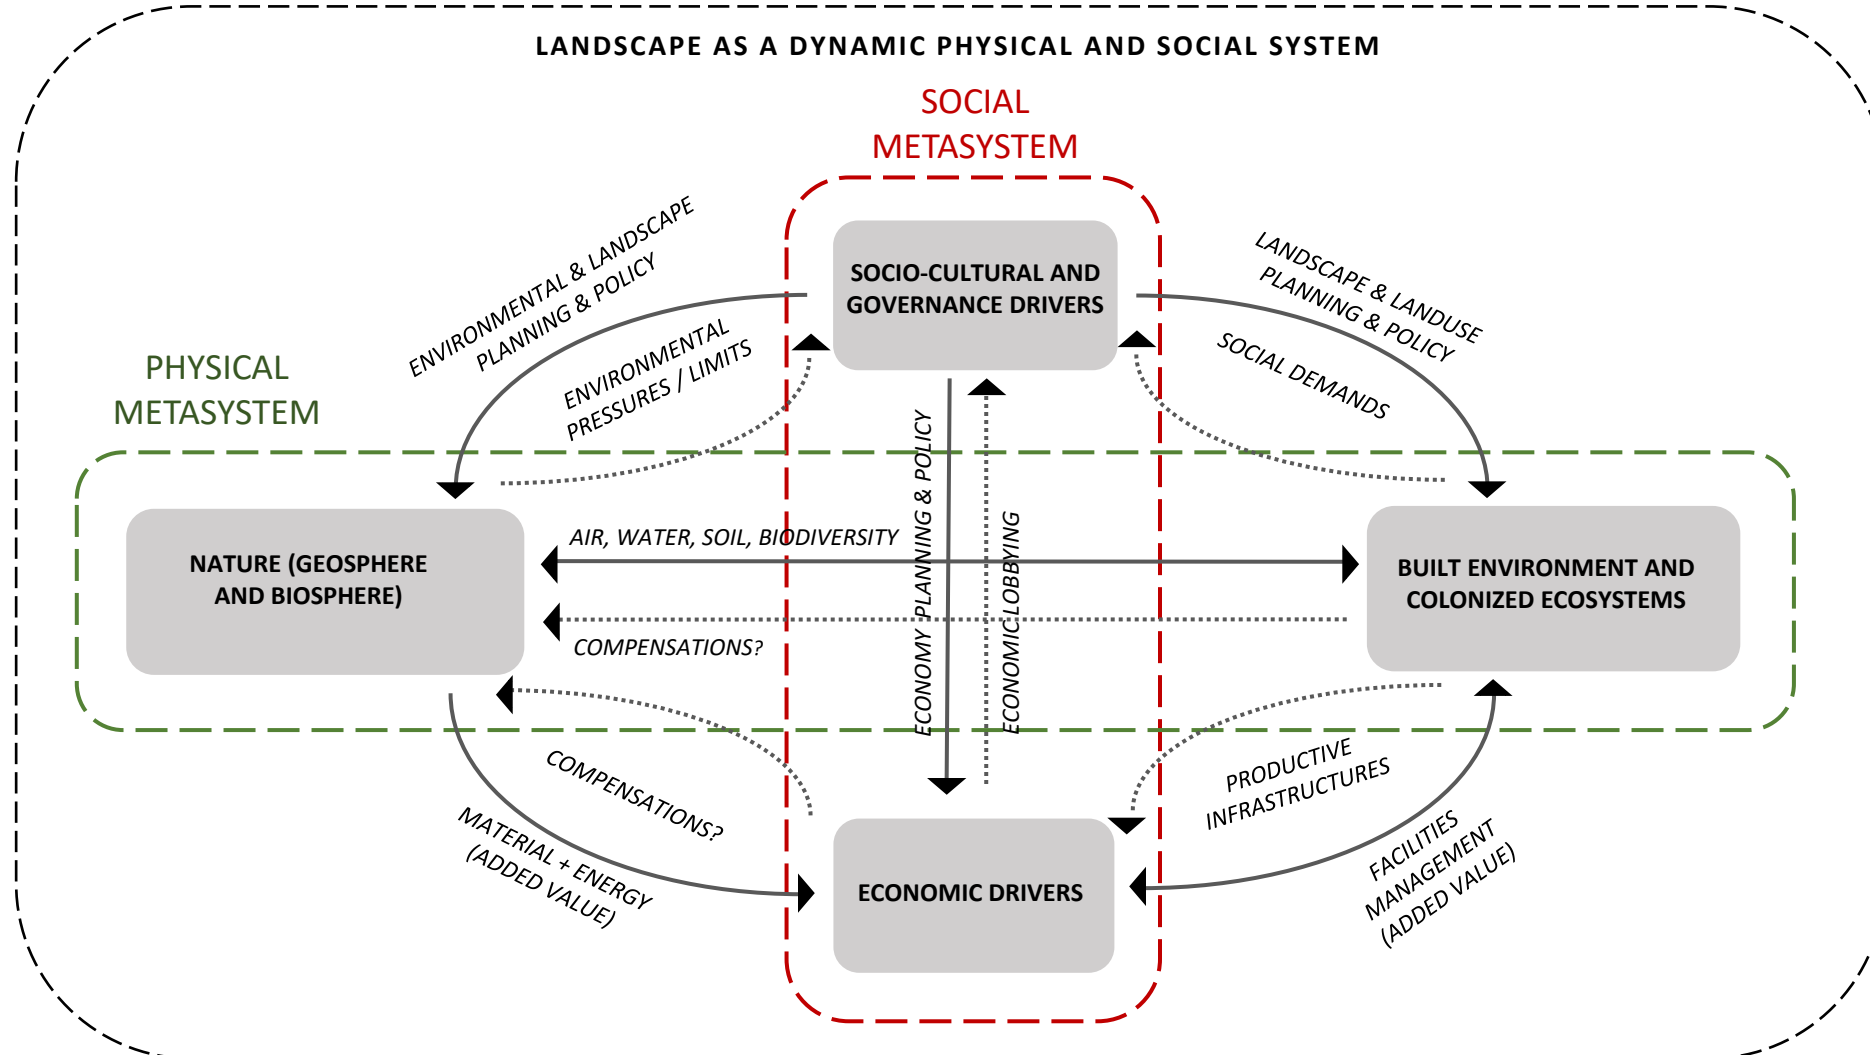 LANDSCAPE AS A DYNAMIC PHYSICAL AND SOCIAL SYSTEM
SOCIAL
METASYSTEM
SOCIO-CULTURAL AND
GOVERNANCE DRIVERS
ENVIRONMENTAL & LANDSCAPE
PLANNING & POLICY
ENVIRONMENTAL
PRESSURES / LIMITS
LANDSCAPE & LANDUSE
PLANNING & POLICY
SOCIAL DEMANDS
PHYSICAL
METASYSTEM
ECONOMY PLANNING & POLICY
ECONOMIC LOBBYING
NATURE (GEOSPHERE
AND BIOSPHERE)
AIR, WATER, SOIL, BIODIVERSITY
COMPENSATIONS?
BUILT ENVIRONMENT AND
COLONIZED ECOSYSTEMS
COMPENSATIONS?
MATERIAL + ENERGY
(ADDED VALUE)
PRODUCTIVE
INFRASTRUCTURES
FACILITIES
MANAGEMENT
(ADDED VALUE)
ECONOMIC DRIVERS